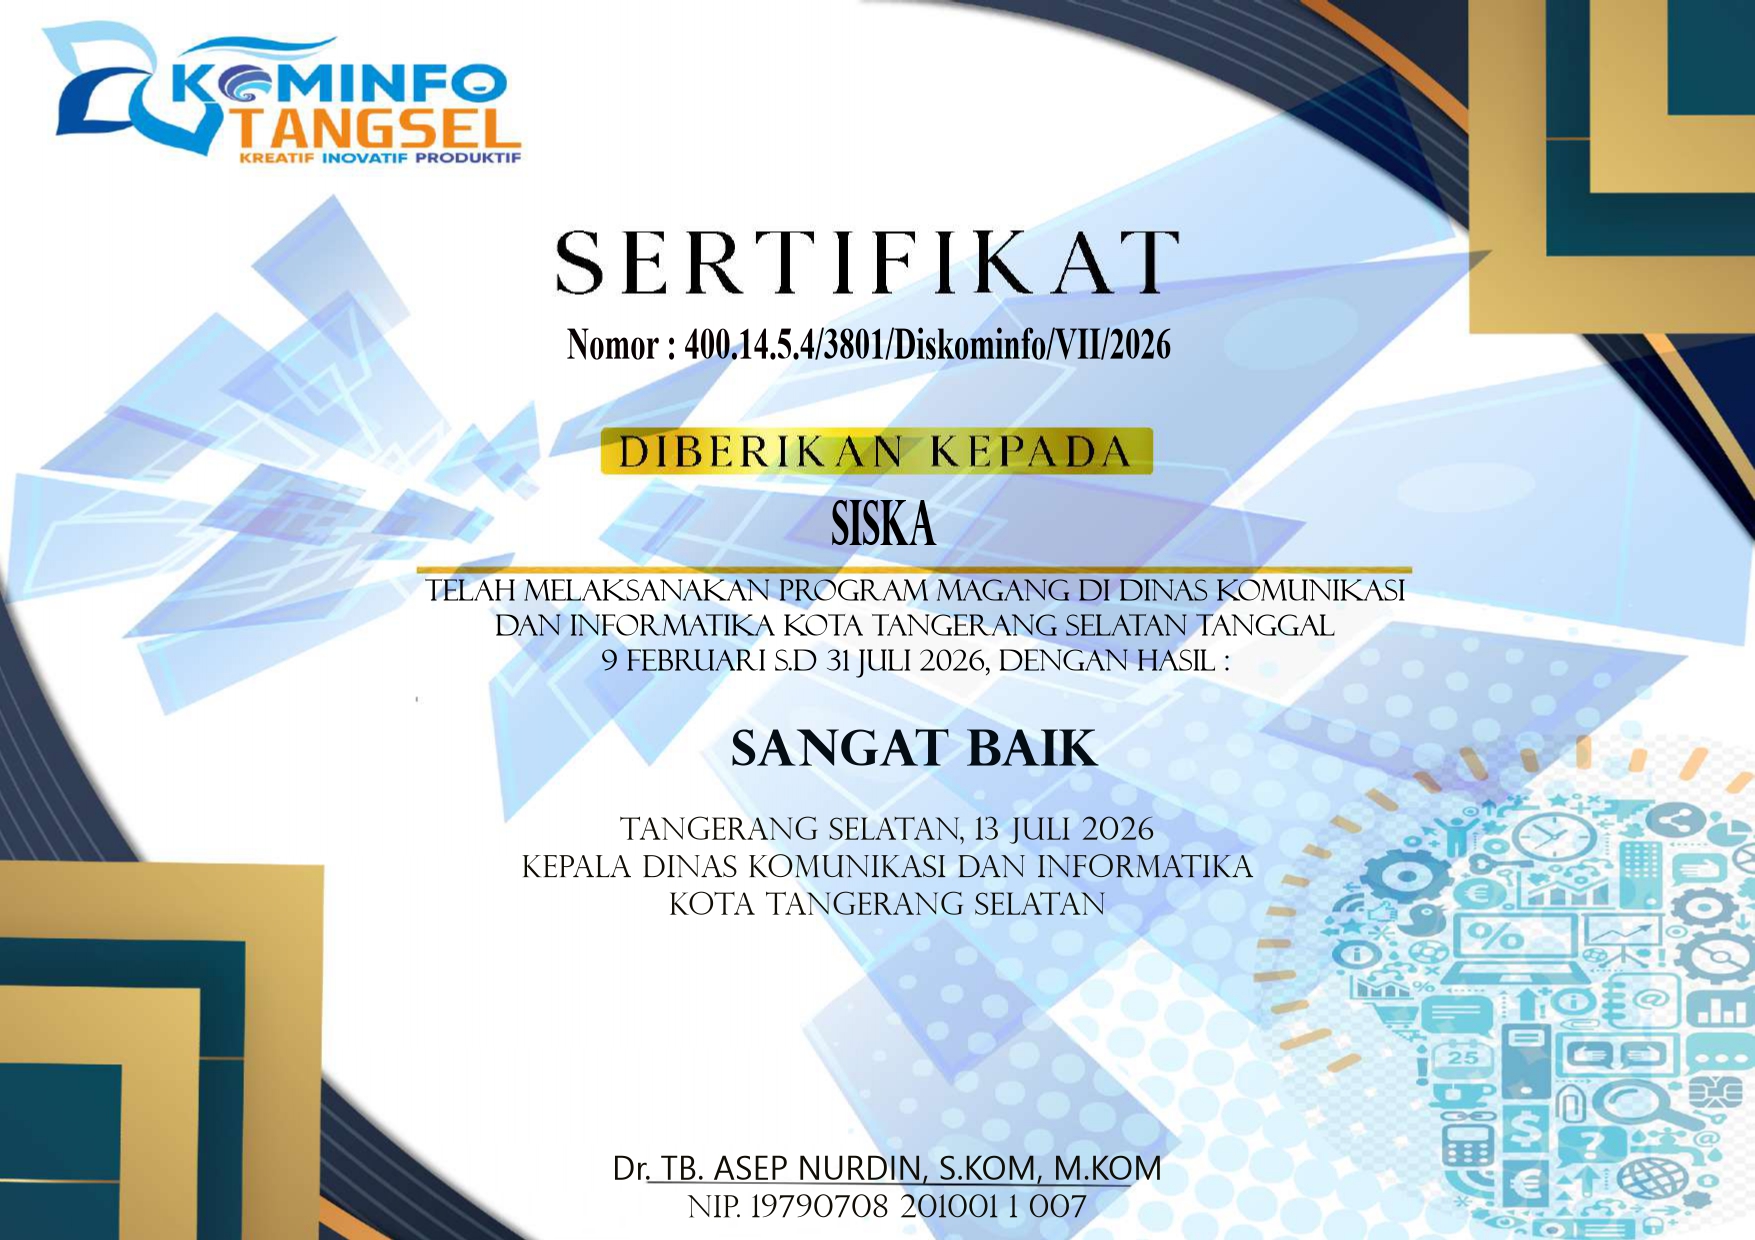 KOMINFO
TANGSEL
KREATIF INOVATIF PRODUKTIF
SERTIFIKAT
Nomor : 400.14.5.4/3801/Diskominfo/VII/2026
DIBERIKAN KEPADA
SISKA
TELAH MELAKSANAKAN PROGRAM MAGANG DI DINAS KOMUNIKASI
DAN INFORMATIKA KOTA TANGERANG SELATAN TANGGAL
9 FEBRUARI S.D 31 JULI 2026, DENGAN HASIL :
SANGAT BAIK
TANGERANG SELATAN, 13 JULI 2026
KEPALA DINAS KOMUNIKASI DAN INFORMATIKA
KOTA TANGERANG SELATAN
25
Dr. TB. ASEP NURDIN, S.KOM, M.KOM
NIP. 19790708 201001 1 007